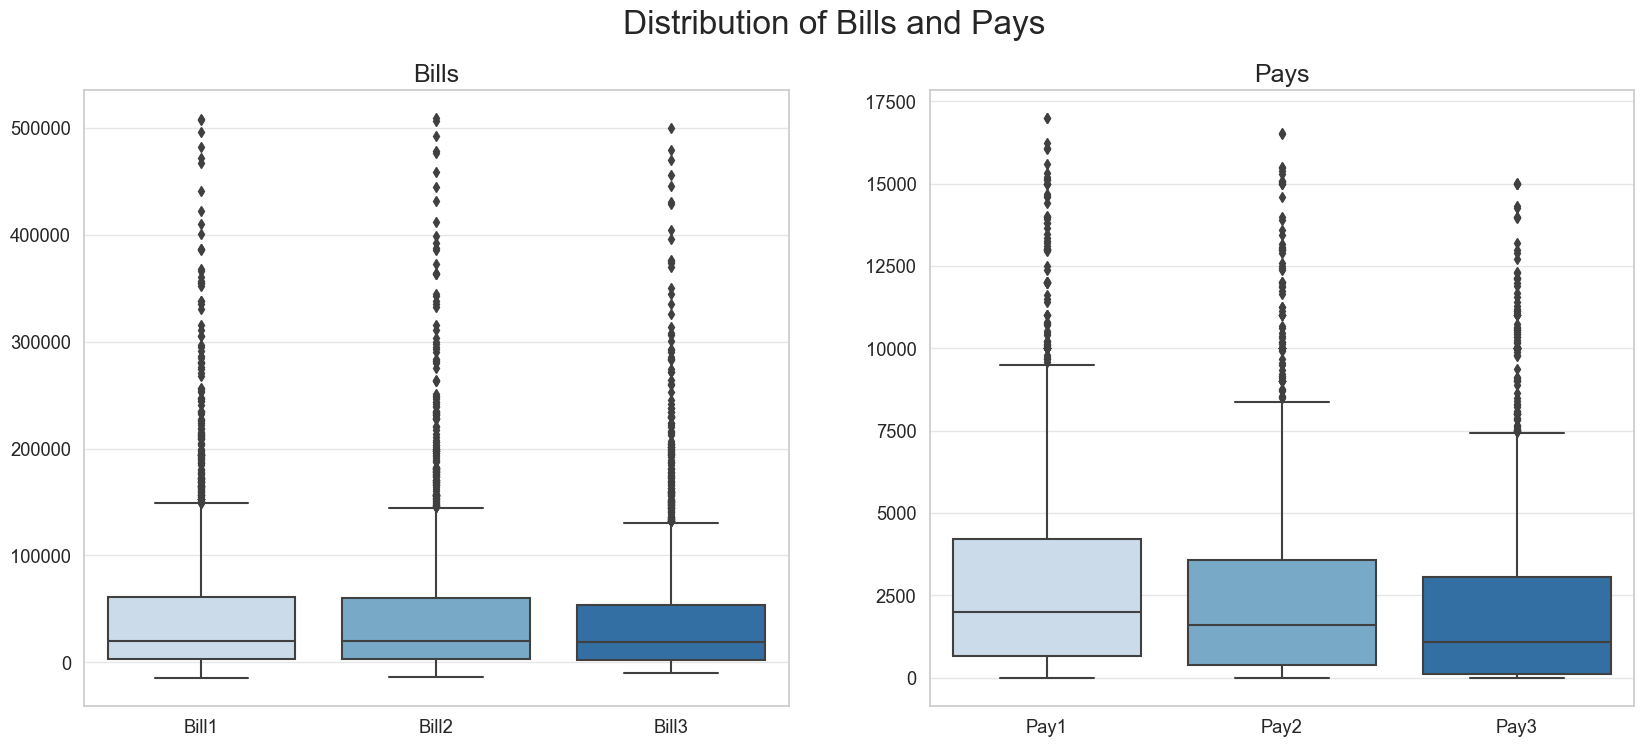 Distribution of Bills and Pays
Bills
500000
400000
300000
200000
100000
0
Bill1 Bill2 Bill3
Pays
17500
15000
12500
10000
7500
5000
2500
0
Pay1 Pay2 Pay3